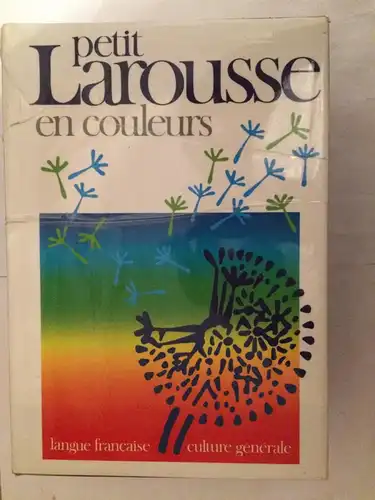 petit
Larousse
en couleurs
langue française culture générale